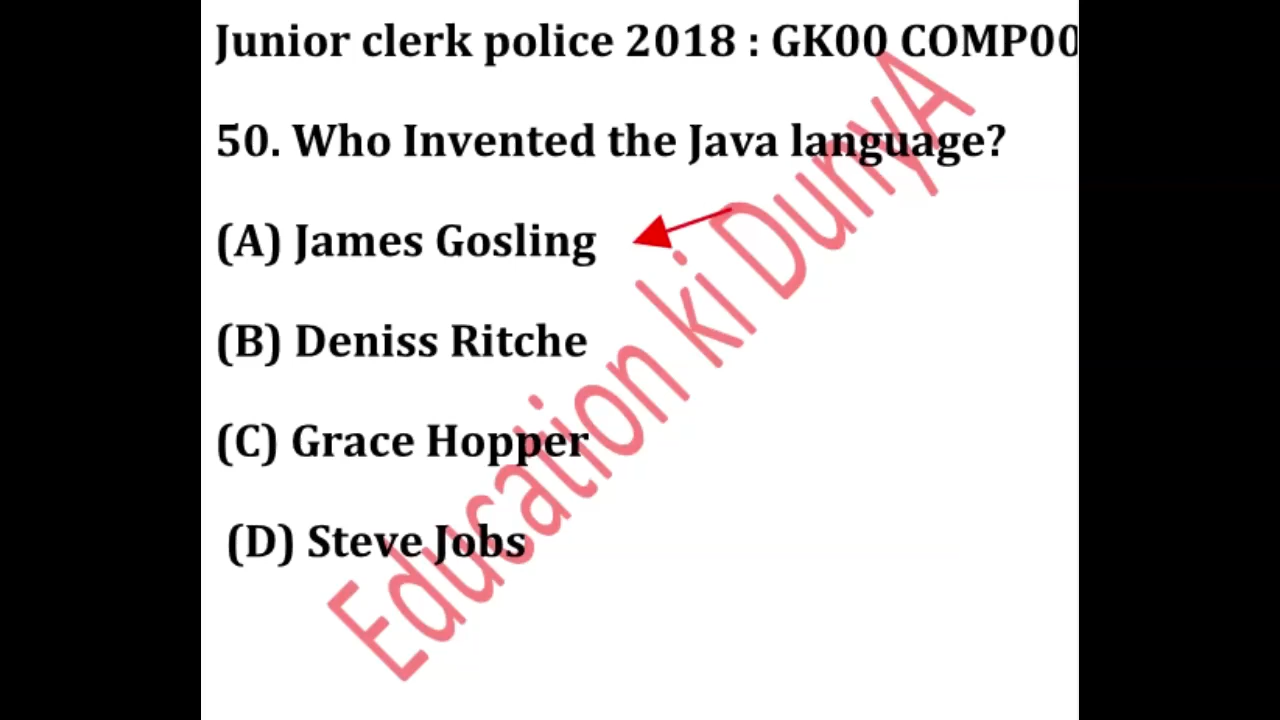 Junior clerk police 2018 : GK00 COMP00
50. Who Invented the Java language?
(A) James Gosling
(B) Deniss Ritche
(C) Grace Hopper
(D) Steve Jobs
Education ki DunyA